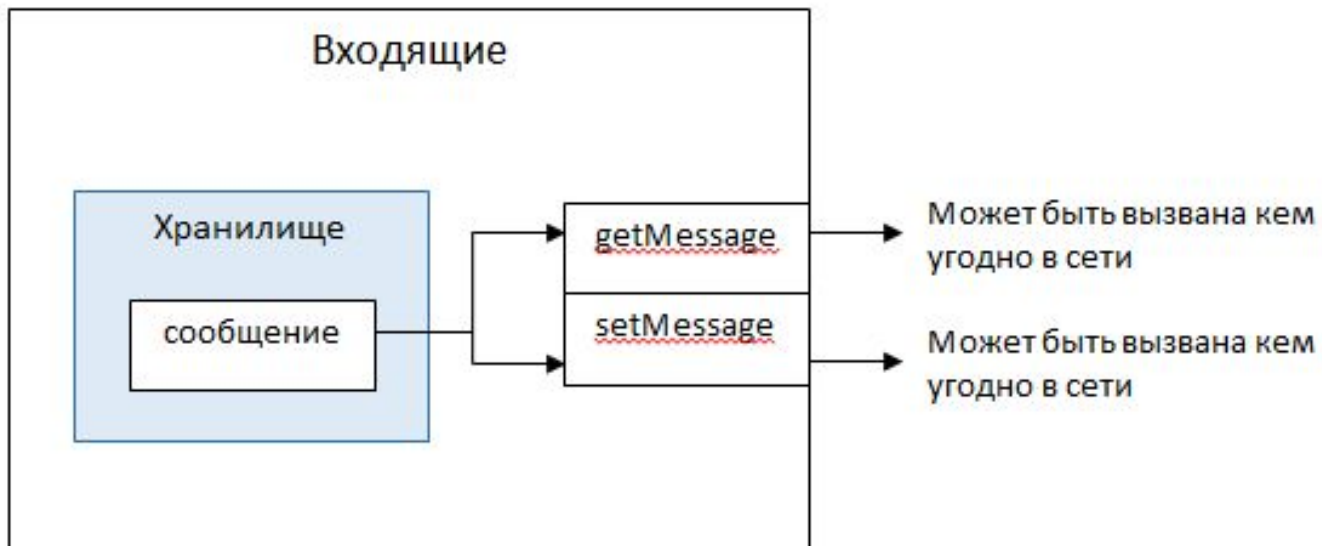 Входящие
Хранилище
сообщение
getMessage
setMessage
Может быть вызвана кем
угодно в сети
Может быть вызвана кем
угодно в сети